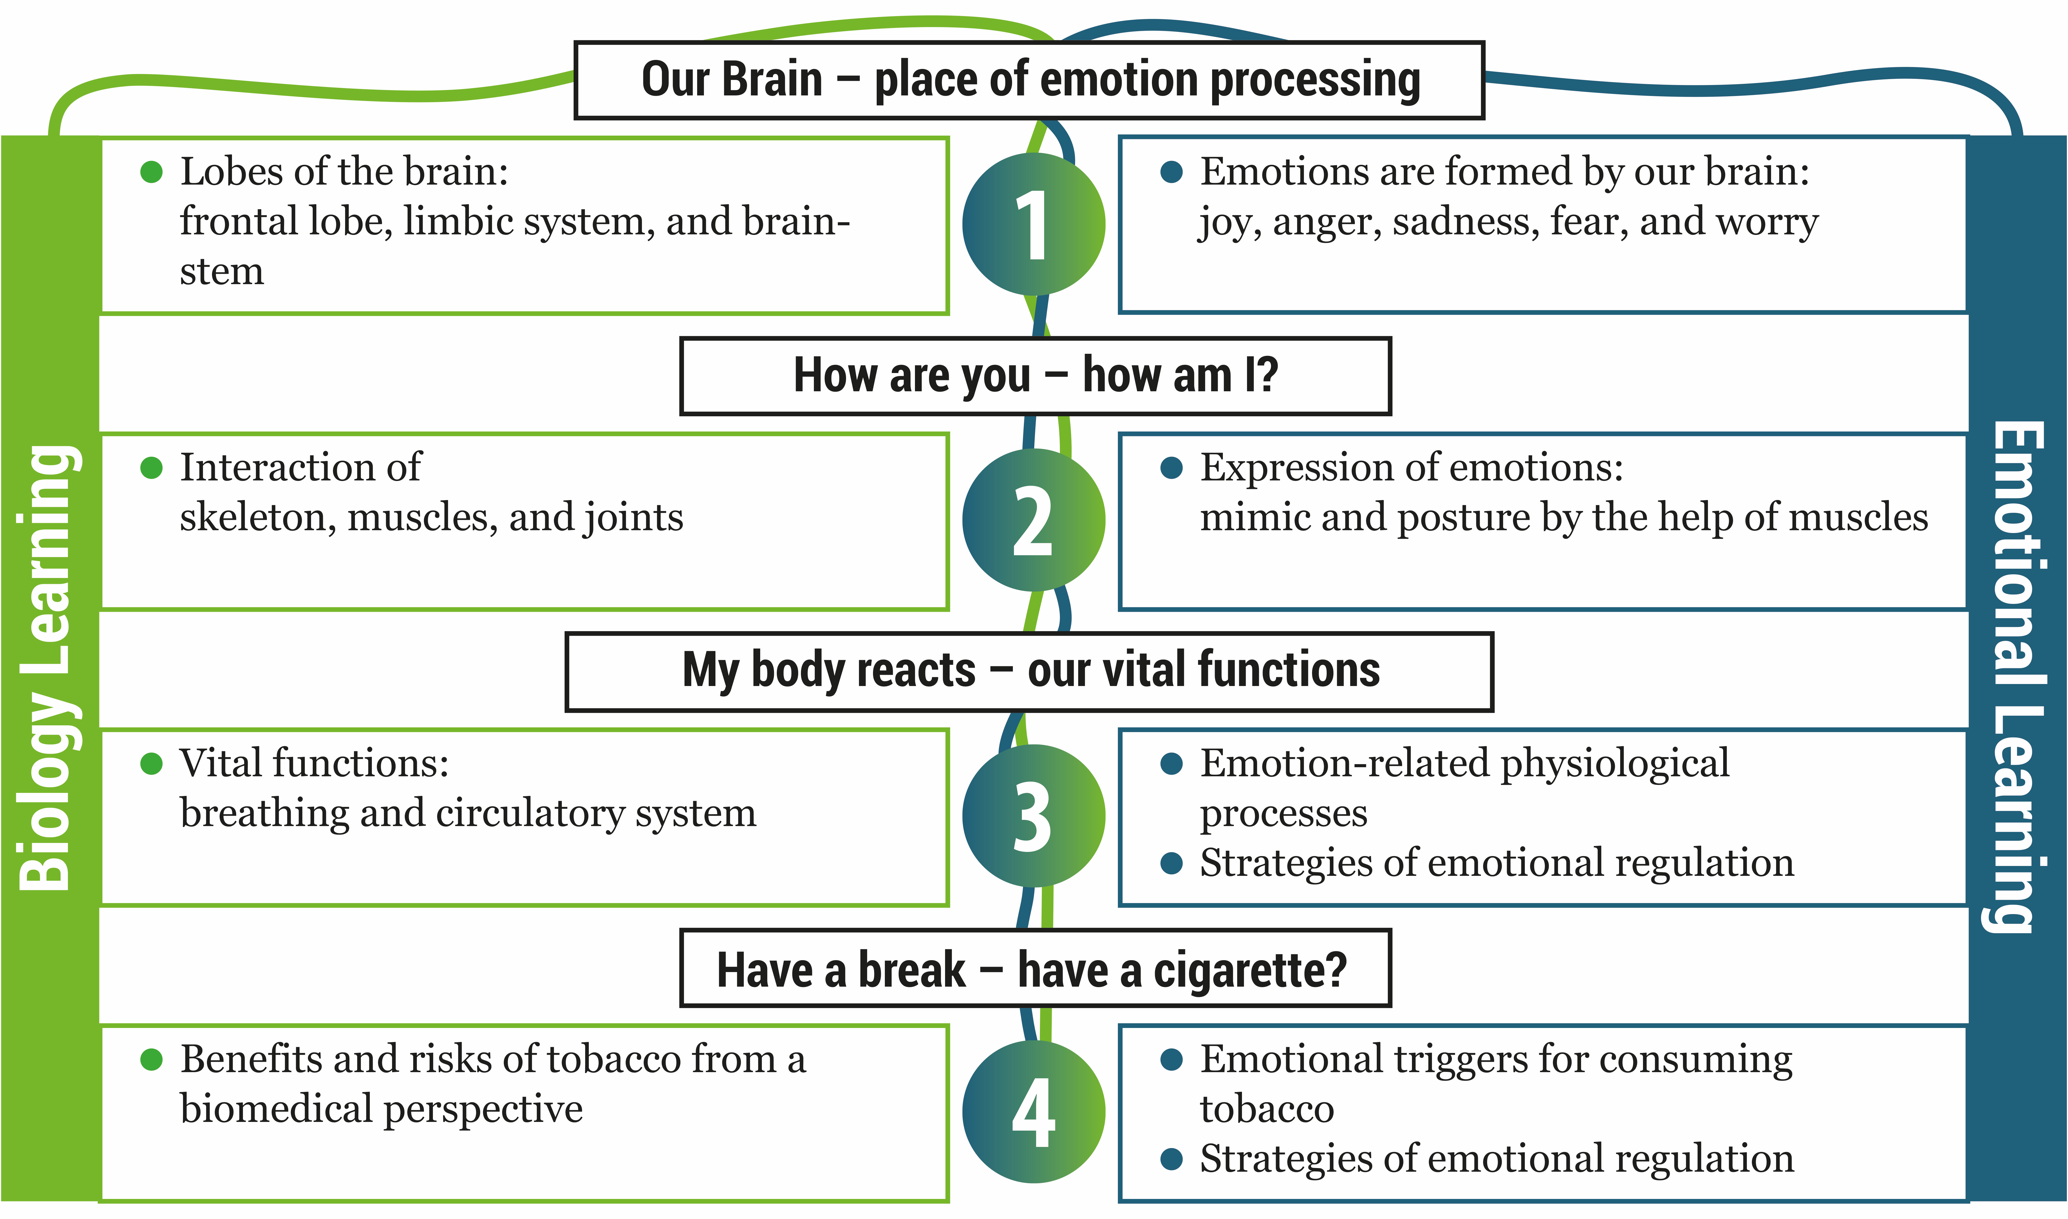 Our Brain – place of emotion processing
Biology Learning
Emotional Learning
Lobes of the brain:
frontal lobe, limbic system, and brain-
stem
1
Emotions are formed by our brain:
joy, anger, sadness, fear, and worry
How are you – how am I?
Interaction of
skeleton, muscles, and joints
2
Expression of emotions:
mimic and posture by the help of muscles
My body reacts – our vital functions
Vital functions:
breathing and circulatory system
3
Emotion-related physiological
processes
Strategies of emotional regulation
Have a break – have a cigarette?
Benefits and risks of tobacco from a
biomedical perspective
4
Emotional triggers for consuming
tobacco
Strategies of emotional regulation